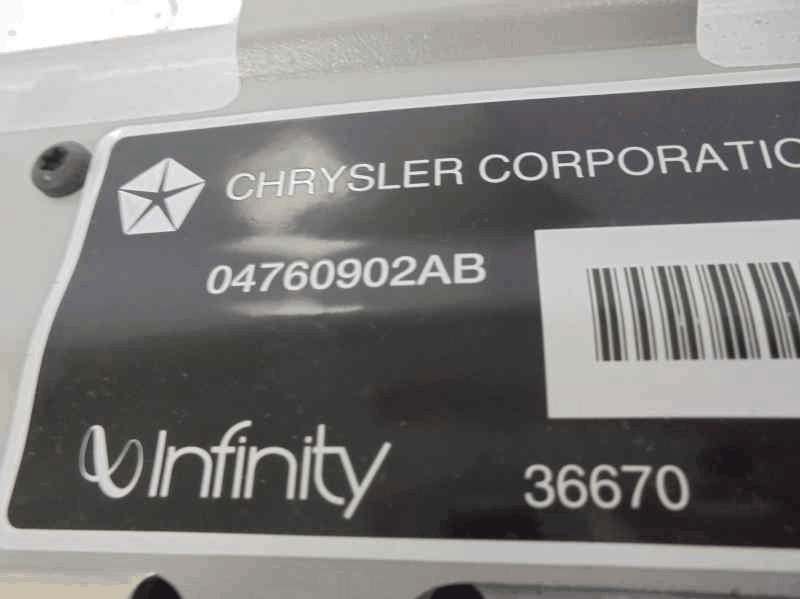 CHRYSLER CORPORATIO
04760902AB
Infinity
36670